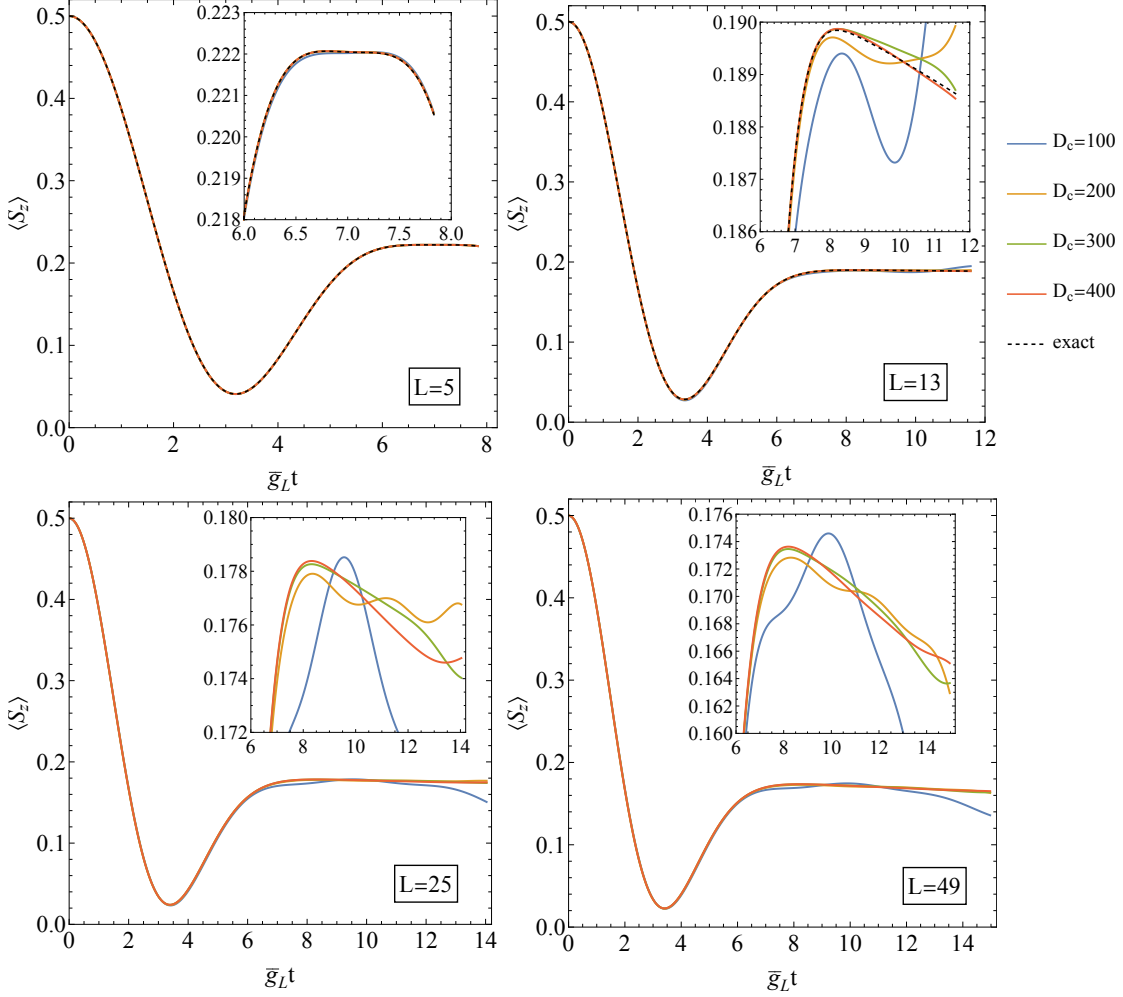 0.5
0.4
0.3
0.2
0.1
0.0
⟨S_z⟩
0 2 4 6 8
g̅_L t
0.223
0.222
0.221
0.220
0.219
0.218
6.0 6.5 7.0 7.5 8.0
L=5
0.5
0.4
0.3
0.2
0.1
0.0
⟨S_z⟩
0 2 4 6 8 10 12
g̅_L t
0.190
0.189
0.188
0.187
0.186
6 7 8 9 10 11 12
L=13
D_c=100
D_c=200
D_c=300
D_c=400
exact
0.5
0.4
0.3
0.2
0.1
0.0
⟨S_z⟩
0 2 4 6 8 10 12 14
g̅_L t
0.180
0.178
0.176
0.174
0.172
6 8 10 12 14
L=25
0.5
0.4
0.3
0.2
0.1
0.0
⟨S_z⟩
0 2 4 6 8 10 12 14
g̅_L t
0.176
0.174
0.172
0.170
0.168
0.166
0.164
0.162
0.160
6 8 10 12 14
L=49